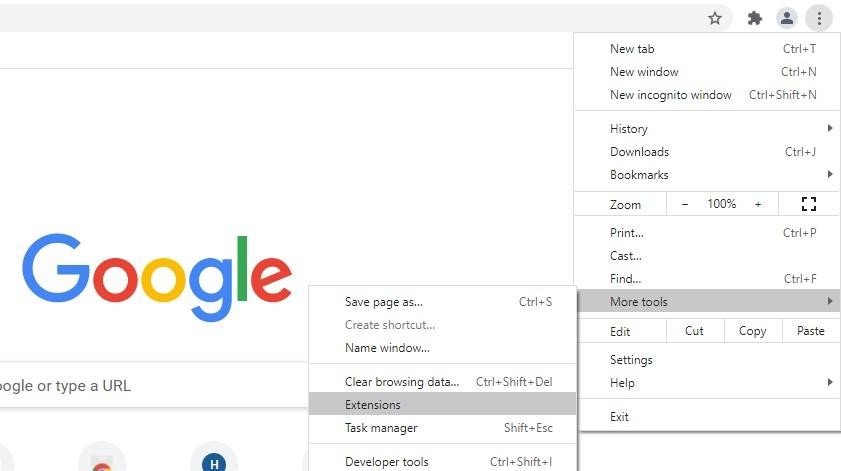 New tab Ctrl+T
New window Ctrl+N
New incognito window Ctrl+Shift+N
History
Downloads Ctrl+J
Bookmarks
Zoom - 100% +
Print... Ctrl+P
Cast...
Find... Ctrl+F
More tools
Edit Cut Copy Paste
Settings
Help
Exit
Google
Save page as... Ctrl+S
Create shortcut...
Name window...
Clear browsing data... Ctrl+Shift+Del
Extensions
Task manager Shift+Esc
Developer tools Ctrl+Shift+I
oogle or type a URL
H